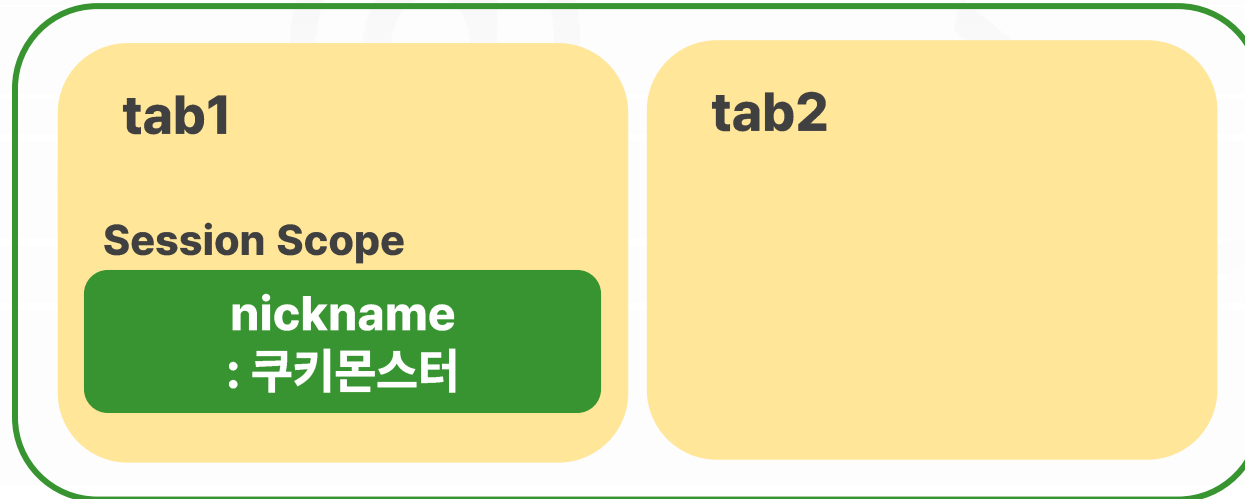 tab1
Session Scope
nickname
: 쿠키몬스터
tab2